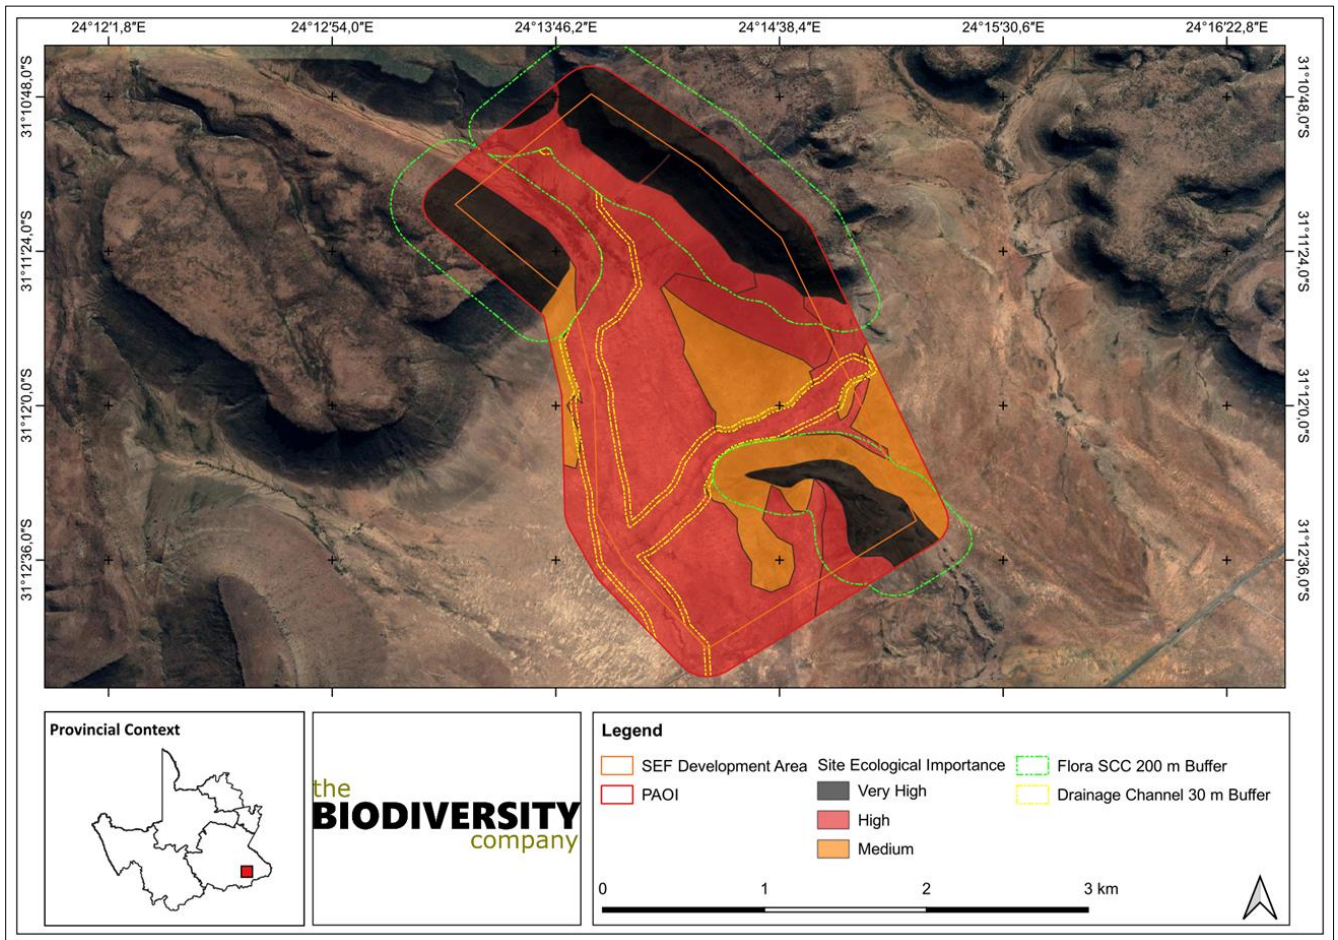 24°12'1,8"E 24°12'54,0"E 24°13'46,2"E 24°14'38,4"E 24°15'30,6"E 24°16'22,8"E
31°10'48,0"S 31°10'48,0"S
31°11'24,0"S 31°11'24,0"S
31°12'0,0"S 31°12'0,0"S
31°12'36,0"S 31°12'36,0"S
Provincial Context
the
BIODIVERSITY
company
Legend
SEF Development Area
PAOI
Site Ecological Importance
Very High
High
Medium
Flora SCC 200 m Buffer
Drainage Channel 30 m Buffer
0 1 2 3 km